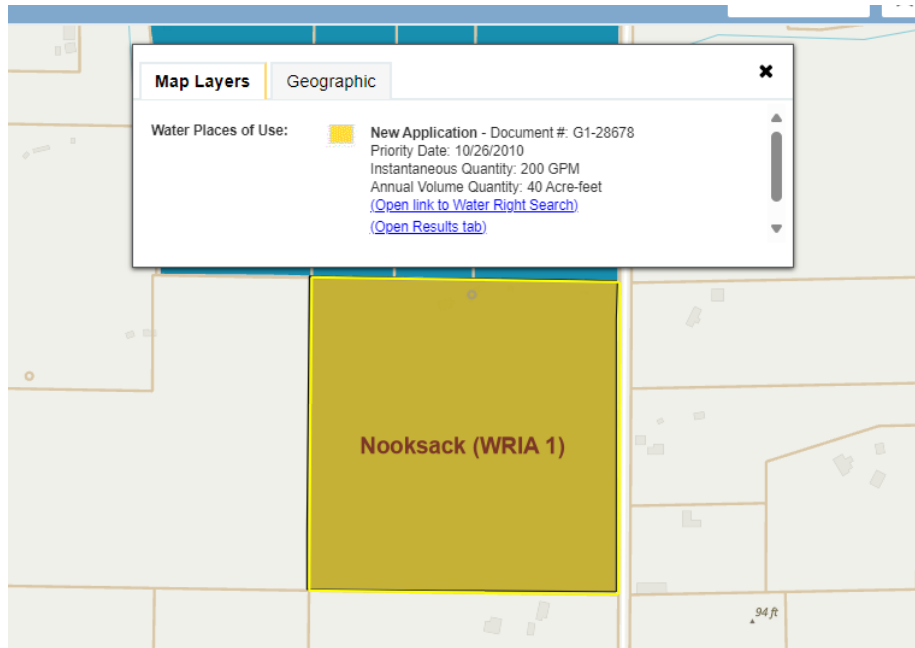 Map Layers
Geographic
✖
Water Places of Use:
New Application - Document #: G1-28678
Priority Date: 10/26/2010
Instantaneous Quantity: 200 GPM
Annual Volume Quantity: 40 Acre-feet
(Open link to Water Right Search)
(Open Results tab)
Nooksack (WRIA 1)
94 ft